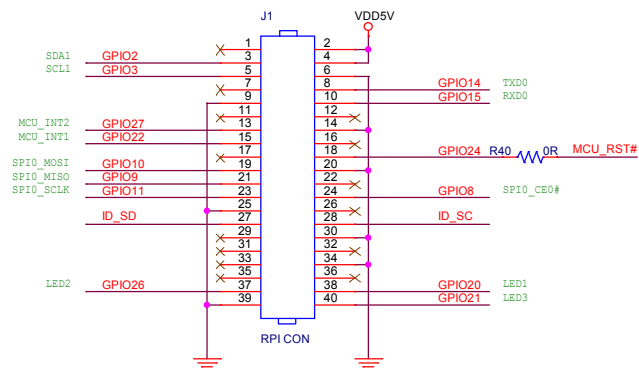 J1 VDD5V
1 2
SDA1 GPIO2 3 4
SCL1 GPIO3 5 6
7 8 GPIO14 TXD0
9 10 GPIO15 RXD0
11 12
MCU_INT2 GPIO27 13 14
MCU_INT1 GPIO22 15 16
17 18 GPIO24 R40 0R MCU_RST#
SPI0_MOSI GPIO10 19 20
SPI0_MISO GPIO9 21 22
SPI0_SCLK GPIO11 23 24 GPIO8 SPI0_CE0#
25 26
ID_SD 27 28 ID_SC
29 30
31 32
33 34
35 36
LED2 GPIO26 37 38 GPIO20 LED1
39 40 GPIO21 LED3
RPI CON